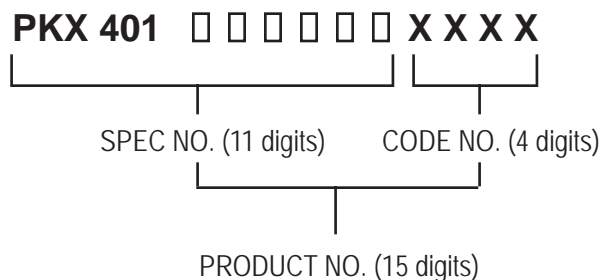 PKX 401 ▯ ▯ ▯ ▯ ▯ ▯ X X X X
SPEC NO. (11 digits) CODE NO. (4 digits)
PRODUCT NO. (15 digits)